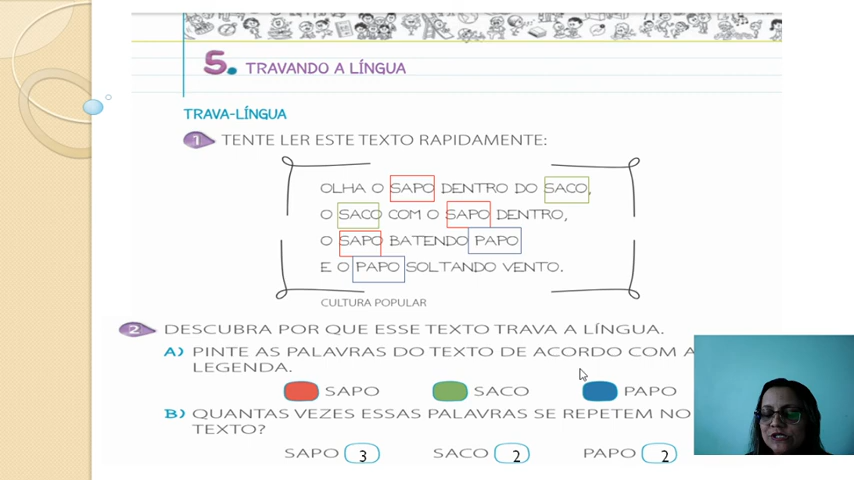 5. TRAVANDO A LÍNGUA
TRAVA-LÍNGUA
1 TENTE LER ESTE TEXTO RAPIDAMENTE:
OLHA O SAPO DENTRO DO SACO,
O SACO COM O SAPO DENTRO,
O SAPO BATENDO PAPO
E O PAPO SOLTANDO VENTO.
CULTURA POPULAR
2 DESCUBRA POR QUE ESSE TEXTO TRAVA A LÍNGUA.
A) PINTE AS PALAVRAS DO TEXTO DE ACORDO COM A
LEGENDA.
SAPO SACO PAPO
B) QUANTAS VEZES ESSAS PALAVRAS SE REPETEM NO
TEXTO?
SAPO 3 SACO 2 PAPO 2